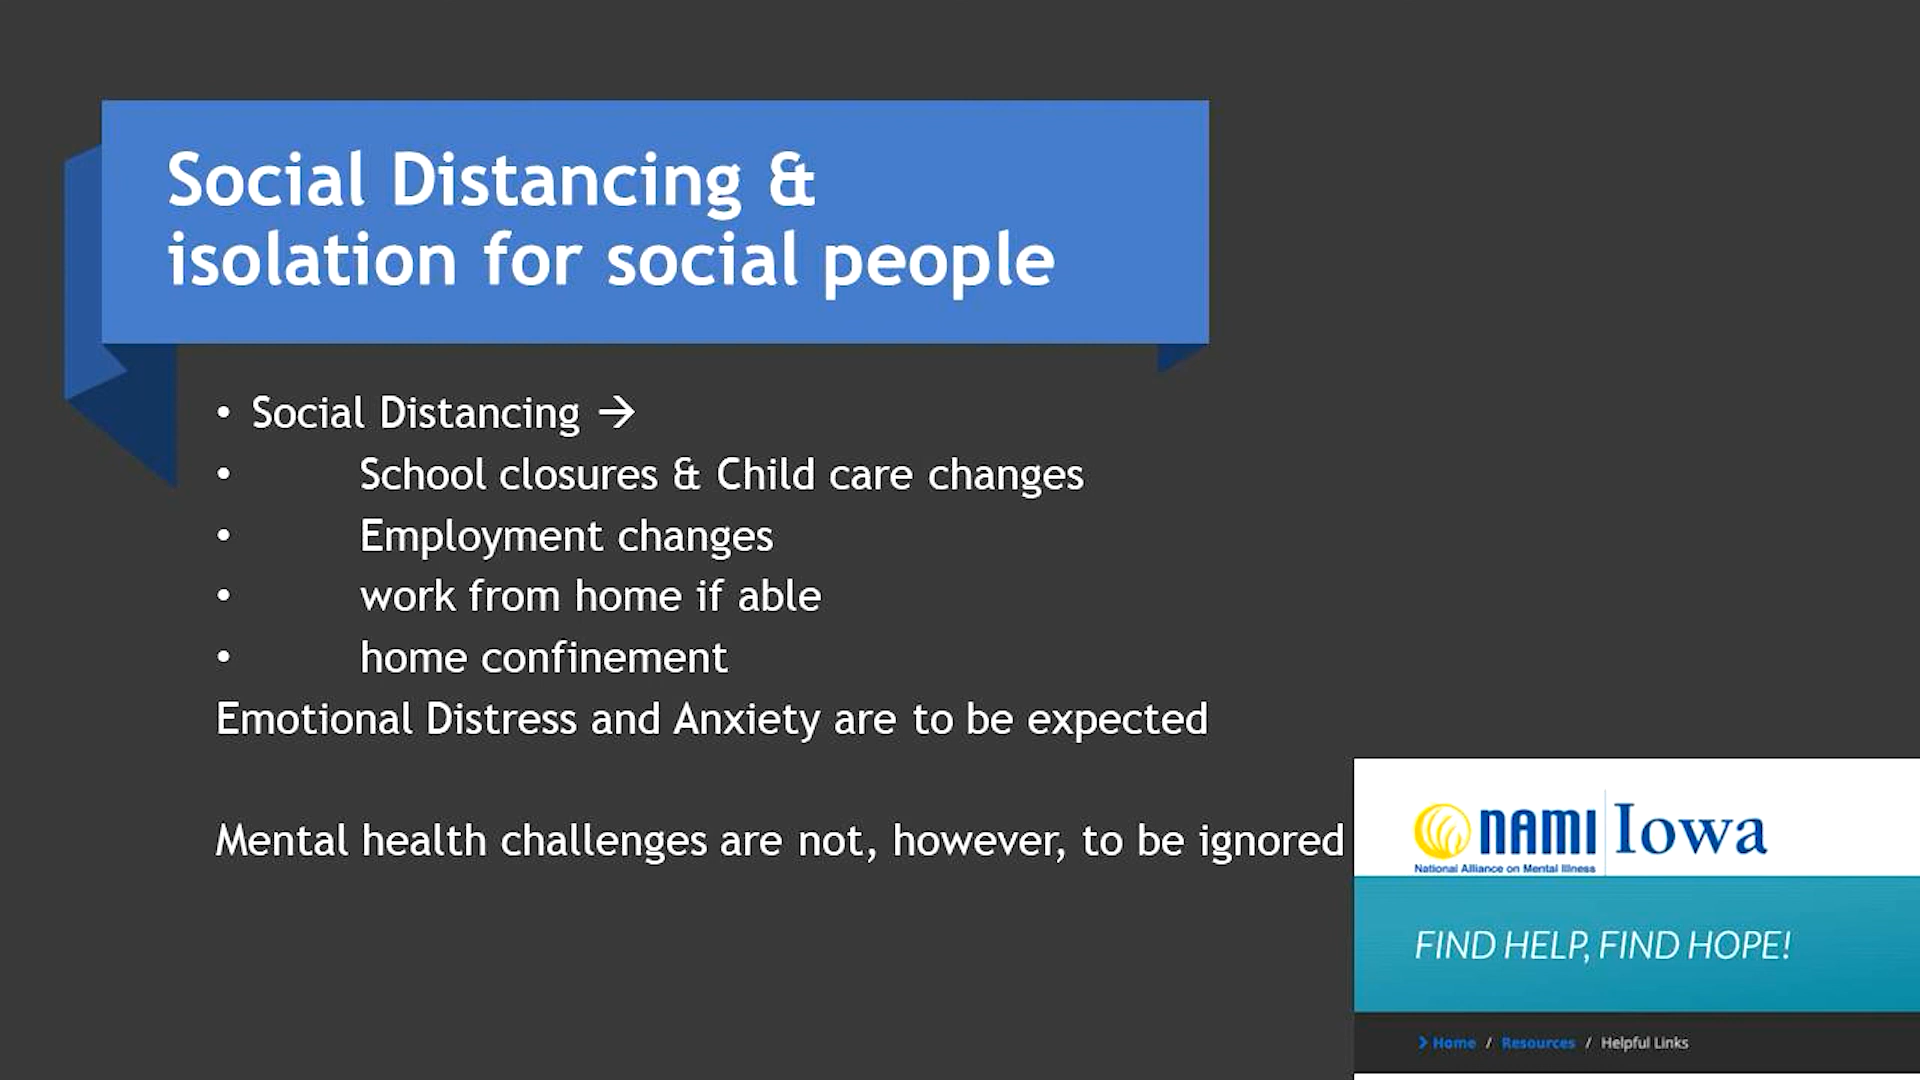 Social Distancing &
isolation for social people
• Social Distancing →
• School closures & Child care changes
• Employment changes
• work from home if able
• home confinement
Emotional Distress and Anxiety are to be expected
Mental health challenges are not, however, to be ignored
NAMI Iowa
National Alliance on Mental Illness
FIND HELP, FIND HOPE!
Home / Resources / Helpful Links